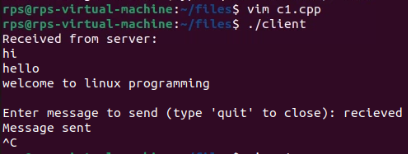 rps@rps-virtual-machine:~/files$ vim c1.cpp
rps@rps-virtual-machine:~/files$ ./client
Received from server:
hi
hello
welcome to linux programming
Enter message to send (type 'quit' to close): recieved
Message sent
^C